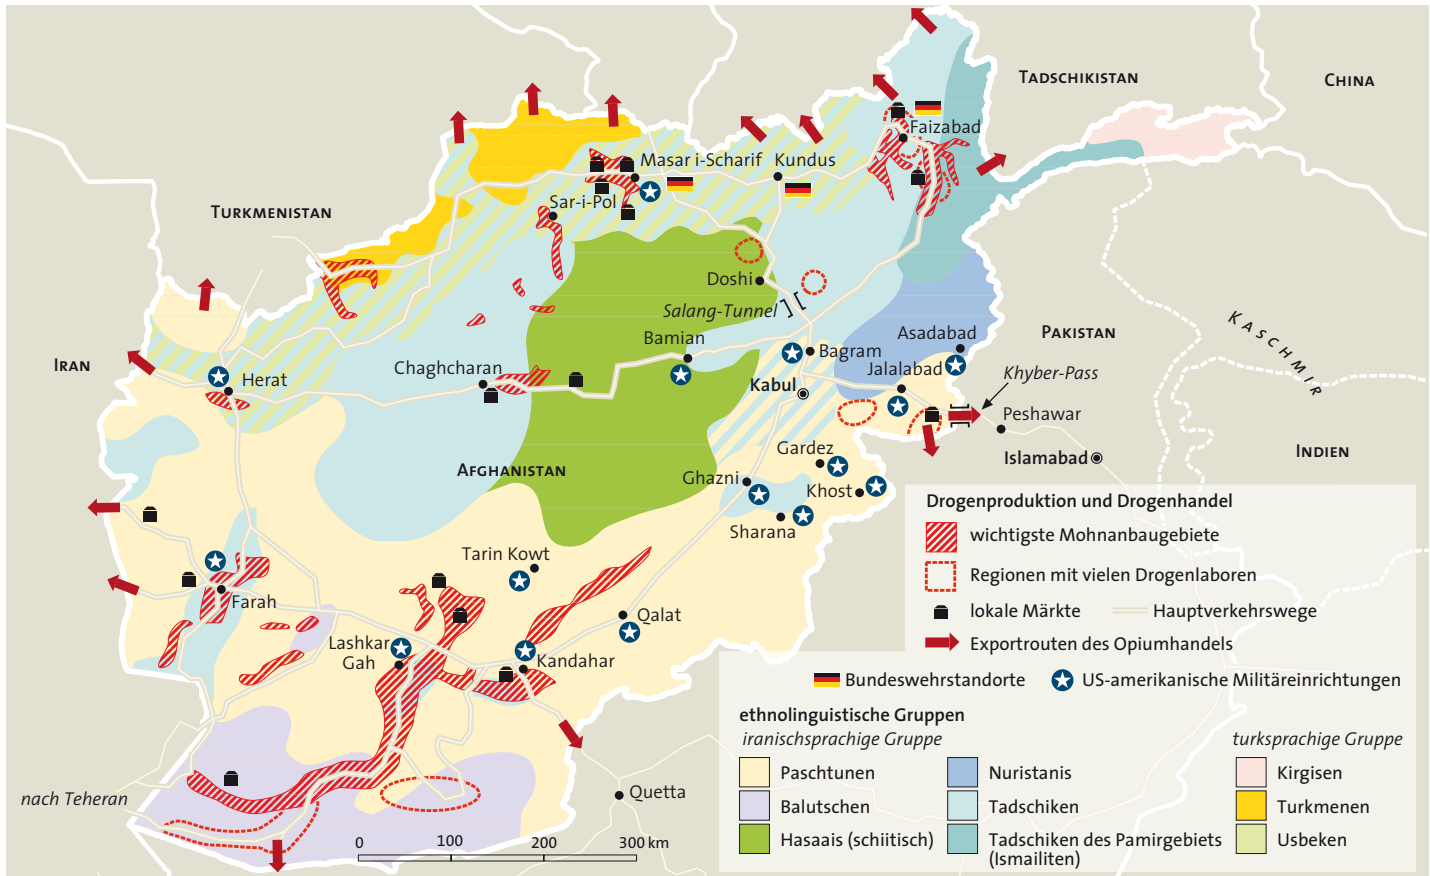 TADSCHIKISTAN
CHINA
Faizabad
Masar i-Scharif
Kundus
TURKMENISTAN
Sar-i-Pol
Doshi
Salang-Tunnel
KASCHMIR
IRAN
Bamian
Asadabad
PAKISTAN
Chaghcharan
Bagram
Herat
Jalalabad
Khyber-Pass
Kabul
Peshawar
Gardez
Islamabad
INDIEN
AFGHANISTAN
Ghazni
Khost
Sharana
Tarin Kowt
Farah
Qalat
Lashkar
Gah
Kandahar
nach Teheran
Quetta
0 100 200 300 km
Drogenproduktion und Drogenhandel
wichtigste Mohnanbaugebiete
Regionen mit vielen Drogenlaboren
lokale Märkte
Hauptverkehrswege
Exportrouten des Opiumhandels
Bundeswehrstandorte
US-amerikanische Militäreinrichtungen
ethnolinguistische Gruppen
iranischsprachige Gruppe
turksprachige Gruppe
Paschtunen
Nuristanis
Kirgisen
Balutschen
Tadschiken
Turkmenen
Hasaais (schiitisch)
Tadschiken des Pamirgebiets
(Ismailiten)
Usbeken